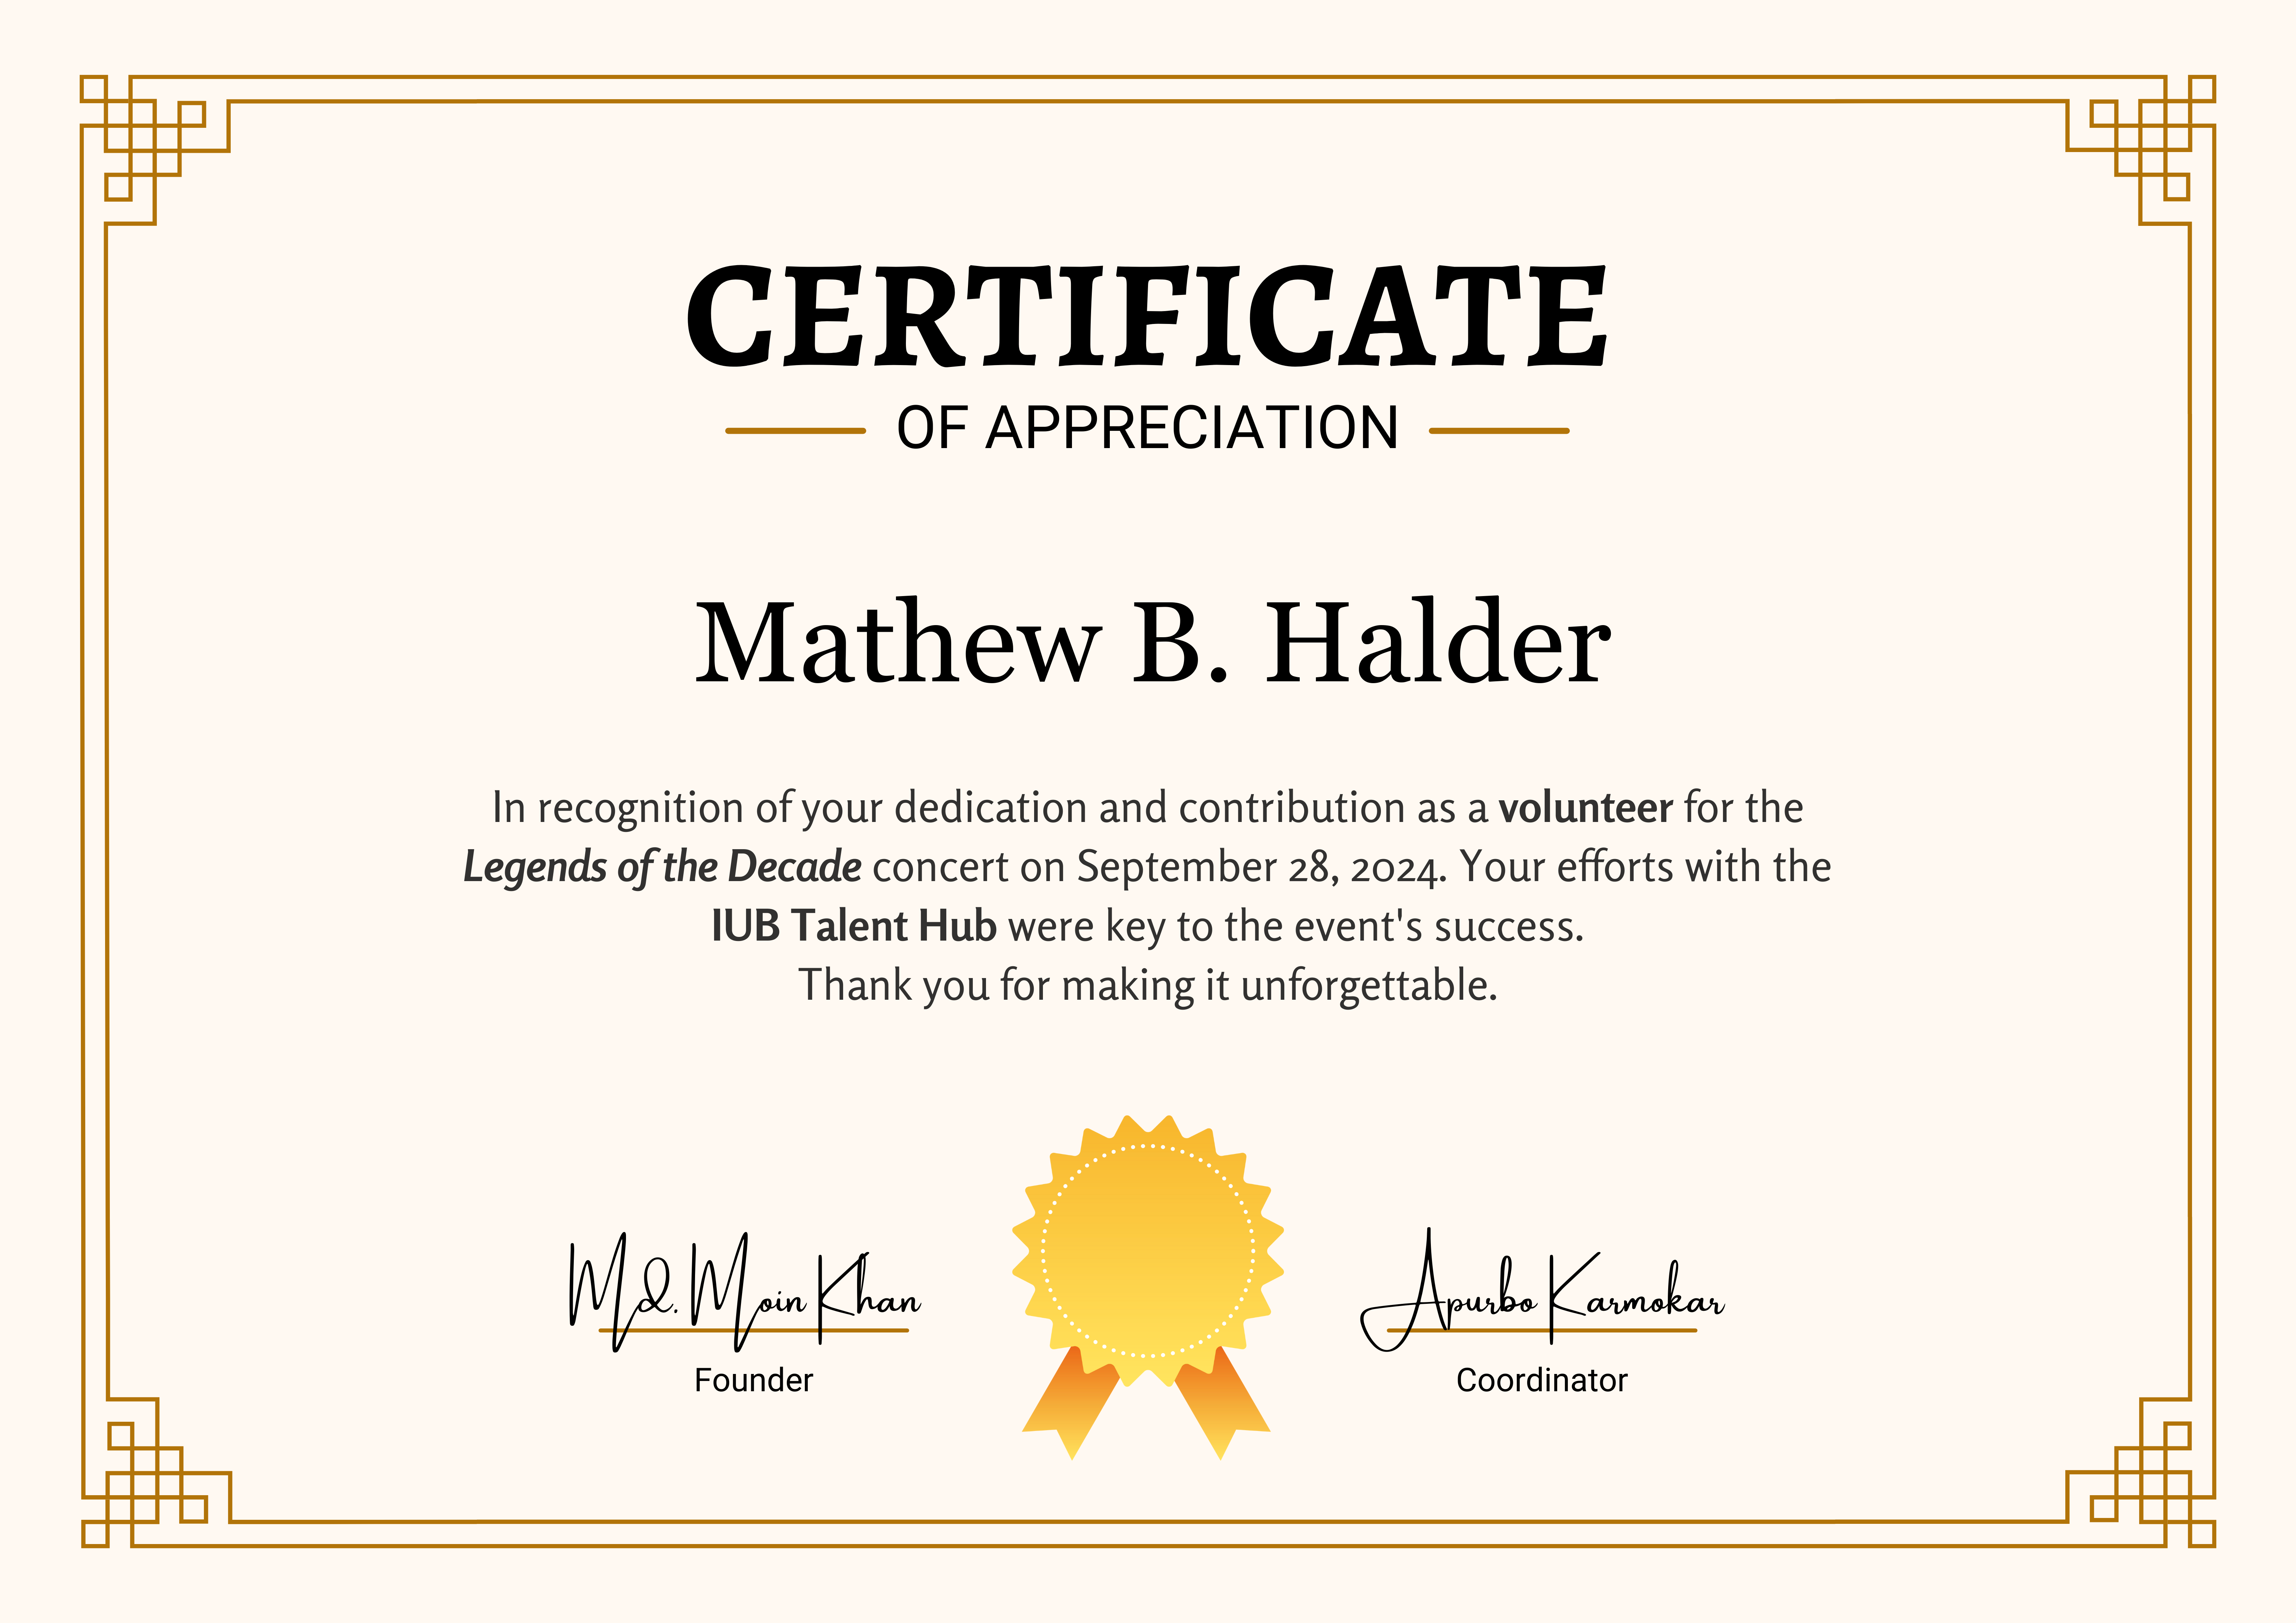 CERTIFICATE
OF APPRECIATION
Mathew B. Halder
In recognition of your dedication and contribution as a volunteer for the
Legends of the Decade concert on September 28, 2024. Your efforts with the
IUB Talent Hub were key to the event's success.
Thank you for making it unforgettable.
Md. Moin Khan
Founder
Apurbo Karmokar
Coordinator